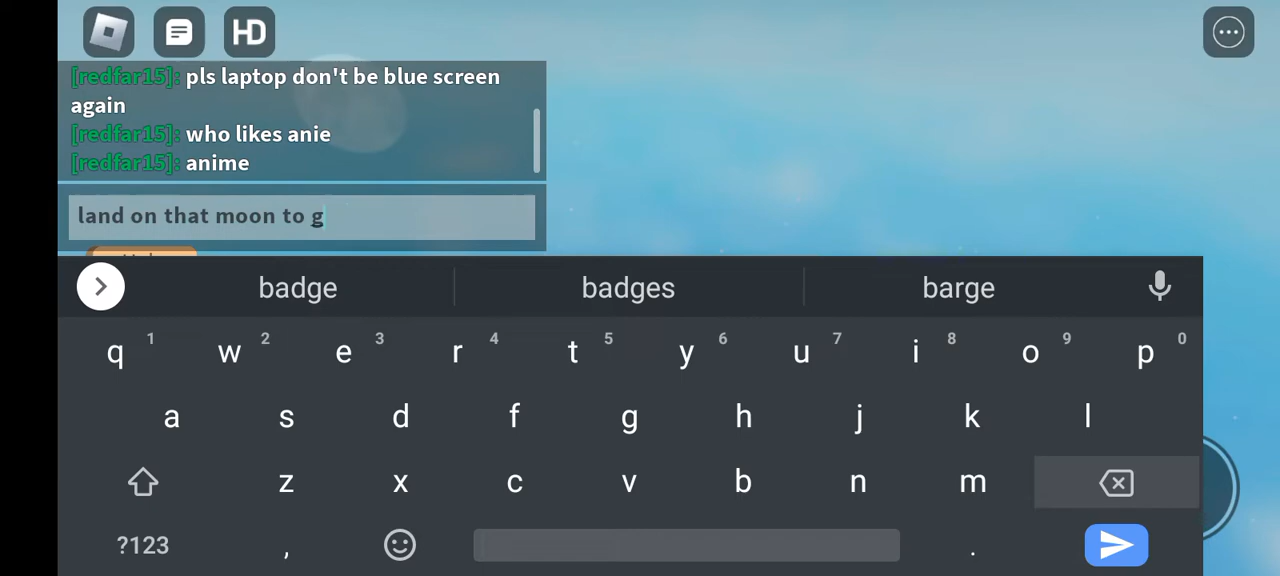 HD
[redfar15]: pls laptop don't be blue screen
again
[redfar15]: who likes anie
[redfar15]: anime
land on that moon to g
badge badges barge
q 1 w 2 e 3 r 4 t 5 y 6 u 7 i 8 o 9 p 0
a s d f g h j k l
z x c v b n m
?123 , .